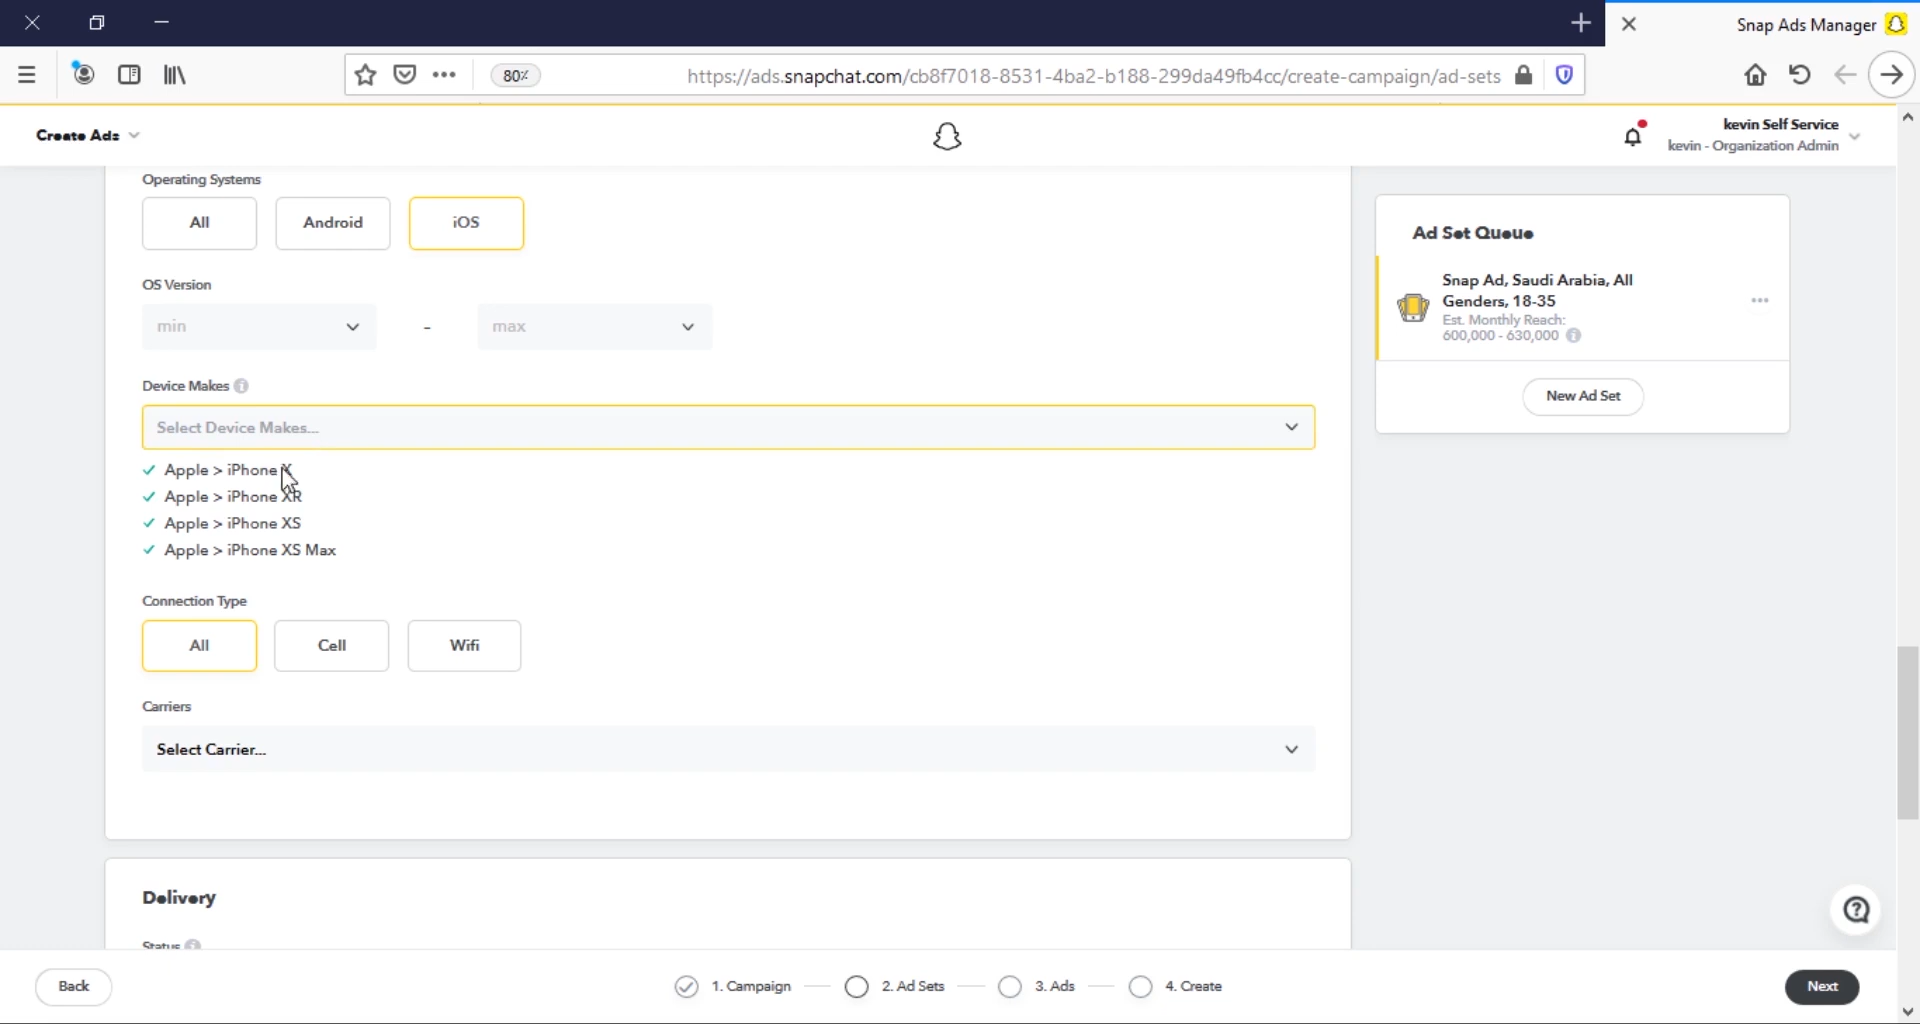 Snap Ads Manager
80%
https://ads.snapchat.com/cb8f7018-8531-4ba2-b188-299da49fb4cc/create-campaign/ad-sets
Create Ads
kevin Self Service
kevin - Organization Admin
Operating Systems
All
Android
iOS
OS Version
min
-
max
Device Makes
Select Device Makes...
Apple > iPhone X
Apple > iPhone XR
Apple > iPhone XS
Apple > iPhone XS Max
Connection Type
All
Cell
Wifi
Carriers
Select Carrier...
Delivery
Status
Ad Set Queue
Snap Ad, Saudi Arabia, All
Genders, 18-35
Est. Monthly Reach:
600,000 - 630,000
New Ad Set
Back
1. Campaign
2. Ad Sets
3. Ads
4. Create
Next